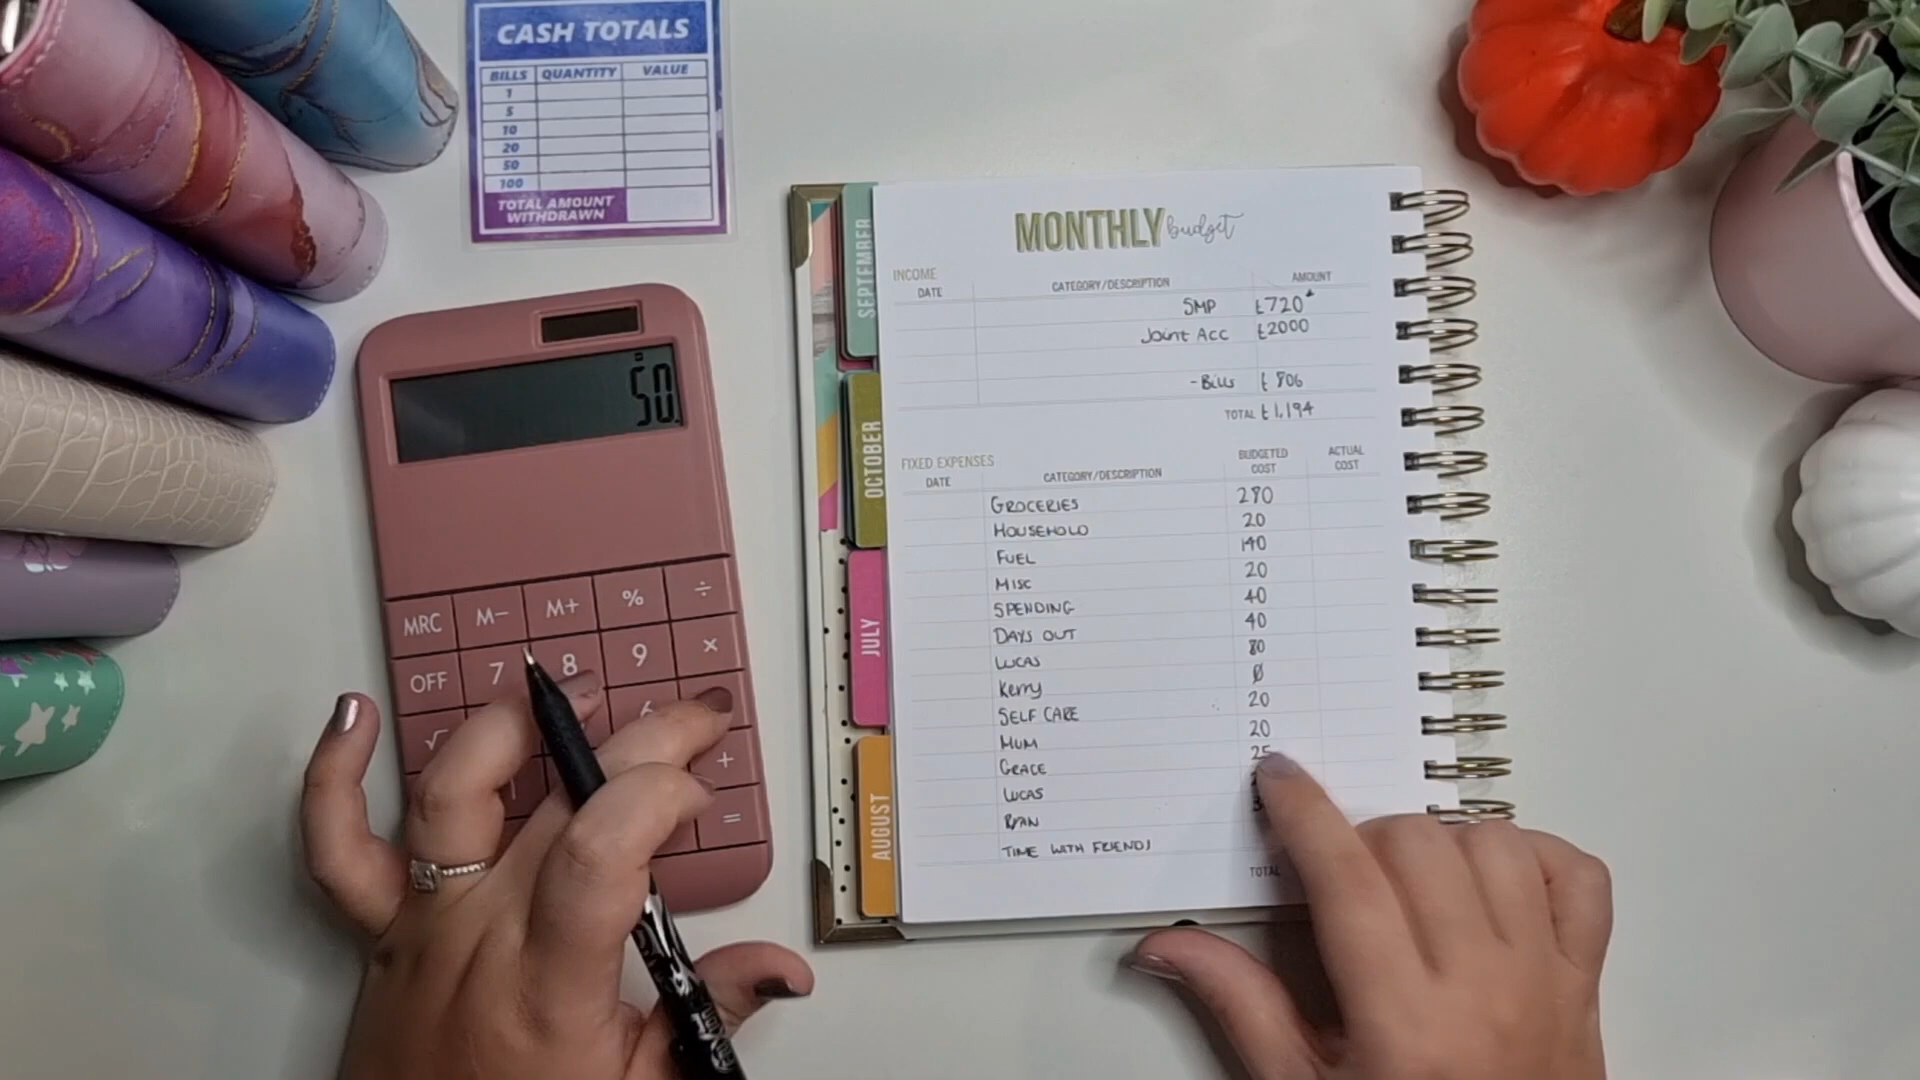 CASH TOTALS
BILLS QUANTITY VALUE
1
5
10
20
50
100
TOTAL AMOUNT
WITHDRAWN
50.
MRC M- M+ % ÷
OFF 7 8 9 ×
√ 6
+
=
SEPTEMBER
OCTOBER
JULY
AUGUST
MONTHLY budget
INCOME
DATE CATEGORY/DESCRIPTION AMOUNT
SMP £720*
Joint Acc £2000
- Bills £806
TOTAL £1,194
FIXED EXPENSES
DATE CATEGORY/DESCRIPTION BUDGETED COST ACTUAL COST
GROCERIES 280
HOUSEHOLD 20
FUEL 140
MISC 20
SPENDING 40
DAYS OUT 40
LUCAS 80
Kerry Ø
SELF CARE 20
MUM 20
GRACE 25
LUCAS
RYAN
TIME WITH FRIENDS
TOTAL